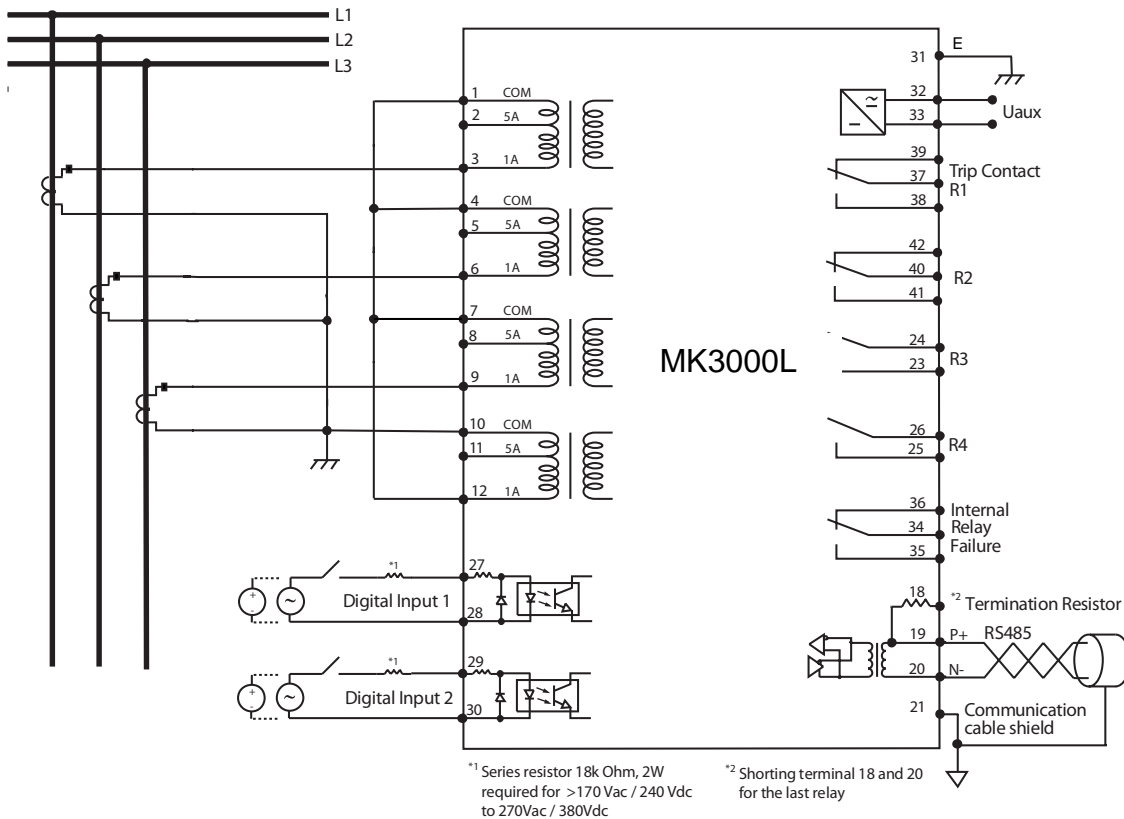 L1
L2
L3
1 COM
2 5A
3 1A
4 COM
5 5A
6 1A
7 COM
8 5A
9 1A
10 COM
11 5A
12 1A
MK3000L
31 E
32
33
Uaux
39
37
38
Trip Contact
R1
42
40
41
R2
24
23
R3
26
25
R4
36
34
35
Internal
Relay
Failure
18
*2 Termination Resistor
19 P+ RS485
20 N-
21
Communication
cable shield
*1
27
Digital Input 1
28
+
-
~
*1
29
Digital Input 2
30
+
-
~
*1 Series resistor 18k Ohm, 2W
required for >170 Vac / 240 Vdc
to 270Vac / 380Vdc
*2 Shorting terminal 18 and 20
for the last relay